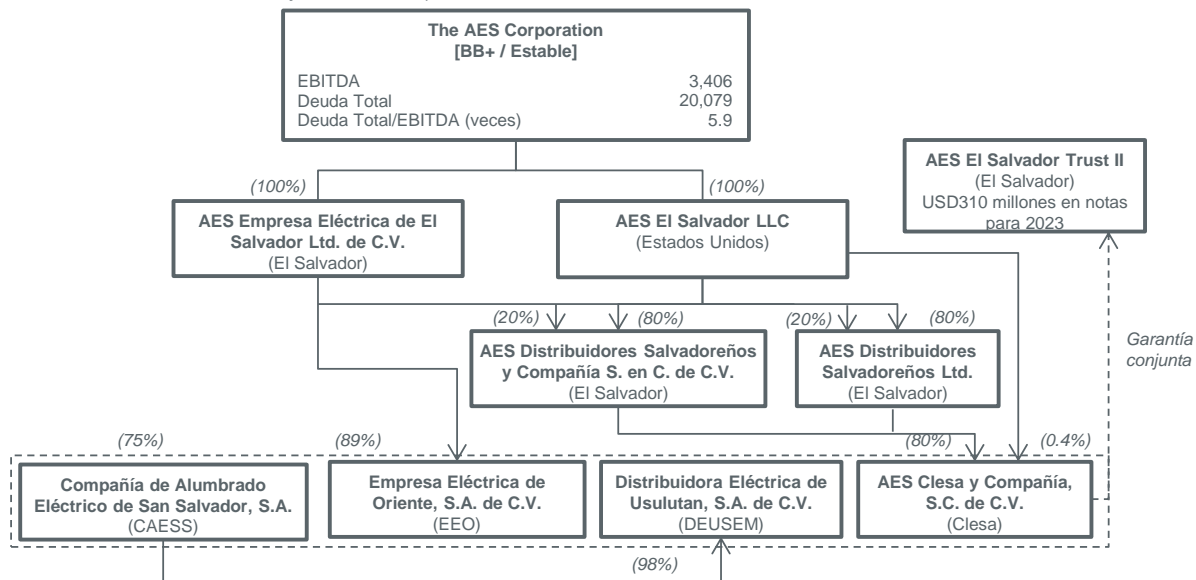 The AES Corporation
[BB+ / Estable]
EBITDA 3,406
Deuda Total 20,079
Deuda Total/EBITDA (veces) 5.9
AES El Salvador Trust II
(El Salvador)
USD310 millones en notas
para 2023
(100%) (100%)
AES Empresa Eléctrica de El
Salvador Ltd. de C.V.
(El Salvador)
AES El Salvador LLC
(Estados Unidos)
(20%) (80%) (20%) (80%)
AES Distribuidores Salvadoreños
y Compañía S. en C. de C.V.
(El Salvador)
AES Distribuidores
Salvadoreños Ltd.
(El Salvador)
Garantía
conjunta
(75%) (89%) (80%) (0.4%)
Compañía de Alumbrado
Eléctrico de San Salvador, S.A.
(CAESS)
Empresa Eléctrica de
Oriente, S.A. de C.V.
(EEO)
Distribuidora Eléctrica de
Usulutan, S.A. de C.V.
(DEUSEM)
AES Clesa y Compañía,
S.C. de C.V.
(Clesa)
(98%)